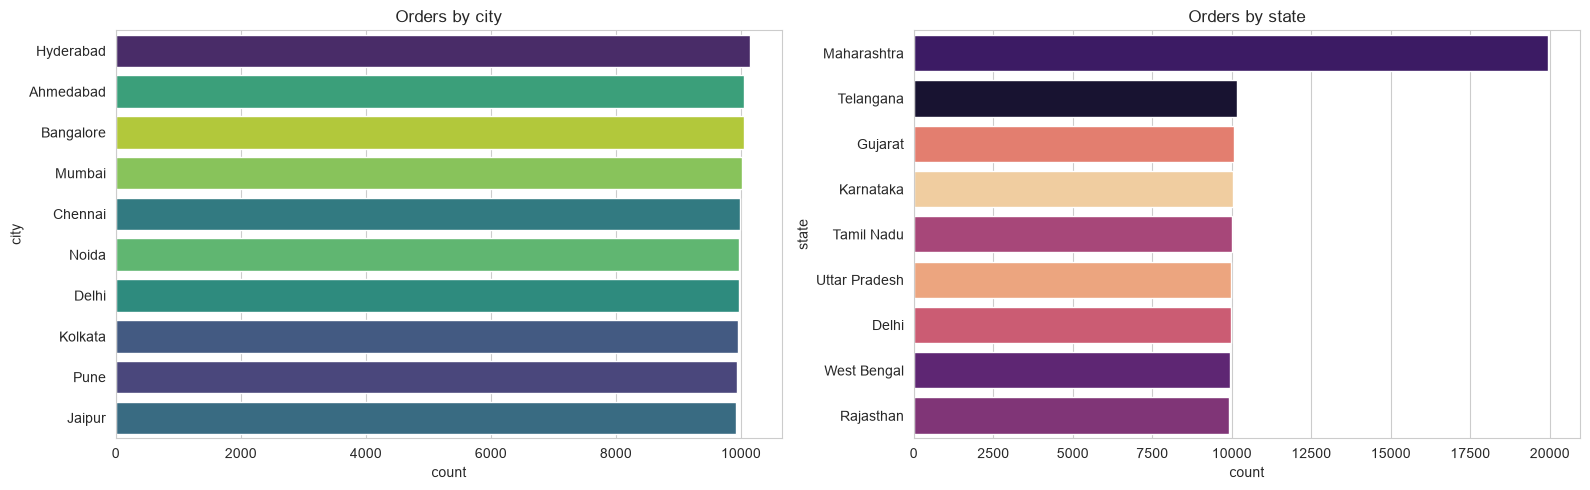 Orders by city
city
Hyderabad
Ahmedabad
Bangalore
Mumbai
Chennai
Noida
Delhi
Kolkata
Pune
Jaipur
0 2000 4000 6000 8000 10000
count
Orders by state
state
Maharashtra
Telangana
Gujarat
Karnataka
Tamil Nadu
Uttar Pradesh
Delhi
West Bengal
Rajasthan
0 2500 5000 7500 10000 12500 15000 17500 20000
count